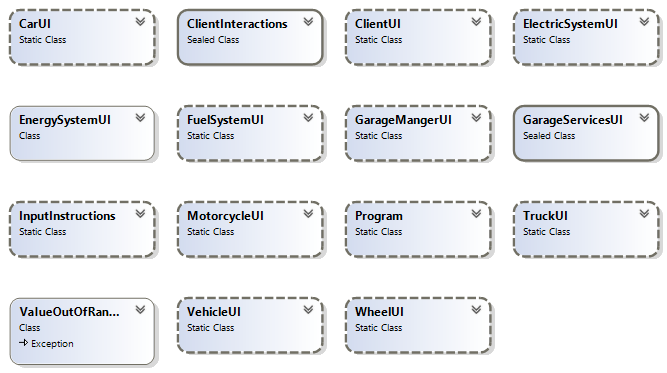 CarUI
Static Class
ClientInteractions
Sealed Class
ClientUI
Static Class
ElectricSystemUI
Static Class
EnergySystemUI
Class
FuelSystemUI
Static Class
GarageMangerUI
Static Class
GarageServicesUI
Sealed Class
InputInstructions
Static Class
MotorcycleUI
Static Class
Program
Static Class
TruckUI
Static Class
ValueOutOfRan...
Class
Exception
VehicleUI
Static Class
WheelUI
Static Class